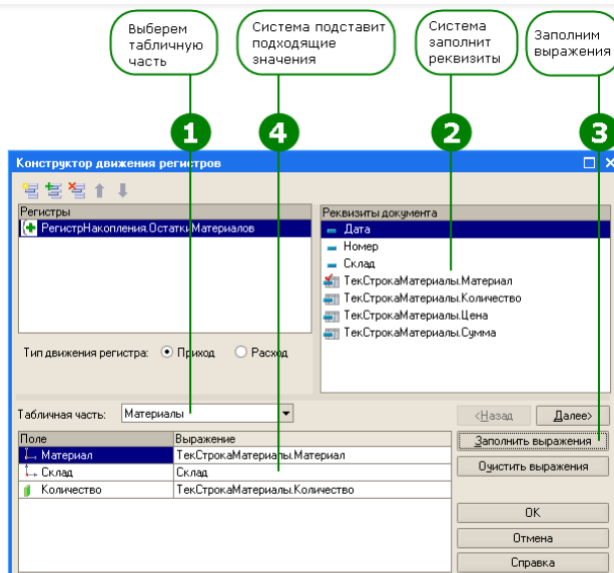 Выберем
табличную
часть
Система подставит
подходящие
значения
Система
заполнит
реквизиты
Заполним
выражения
1
4
2
3
Конструктор движения регистров
Регистры
РегистрНакопления.ОстаткиМатериалов
Реквизиты документа
Дата
Номер
Склад
ТекСтрокаМатериалы.Материал
ТекСтрокаМатериалы.Количество
ТекСтрокаМатериалы.Цена
ТекСтрокаМатериалы.Сумма
Тип движения регистра: Приход Расход
Табличная часть: Материалы
<Назад Далее>
Поле Выражение
Материал ТекСтрокаМатериалы.Материал
Склад Склад
Количество ТекСтрокаМатериалы.Количество
Заполнить выражения
Очистить выражения
OK
Отмена
Справка